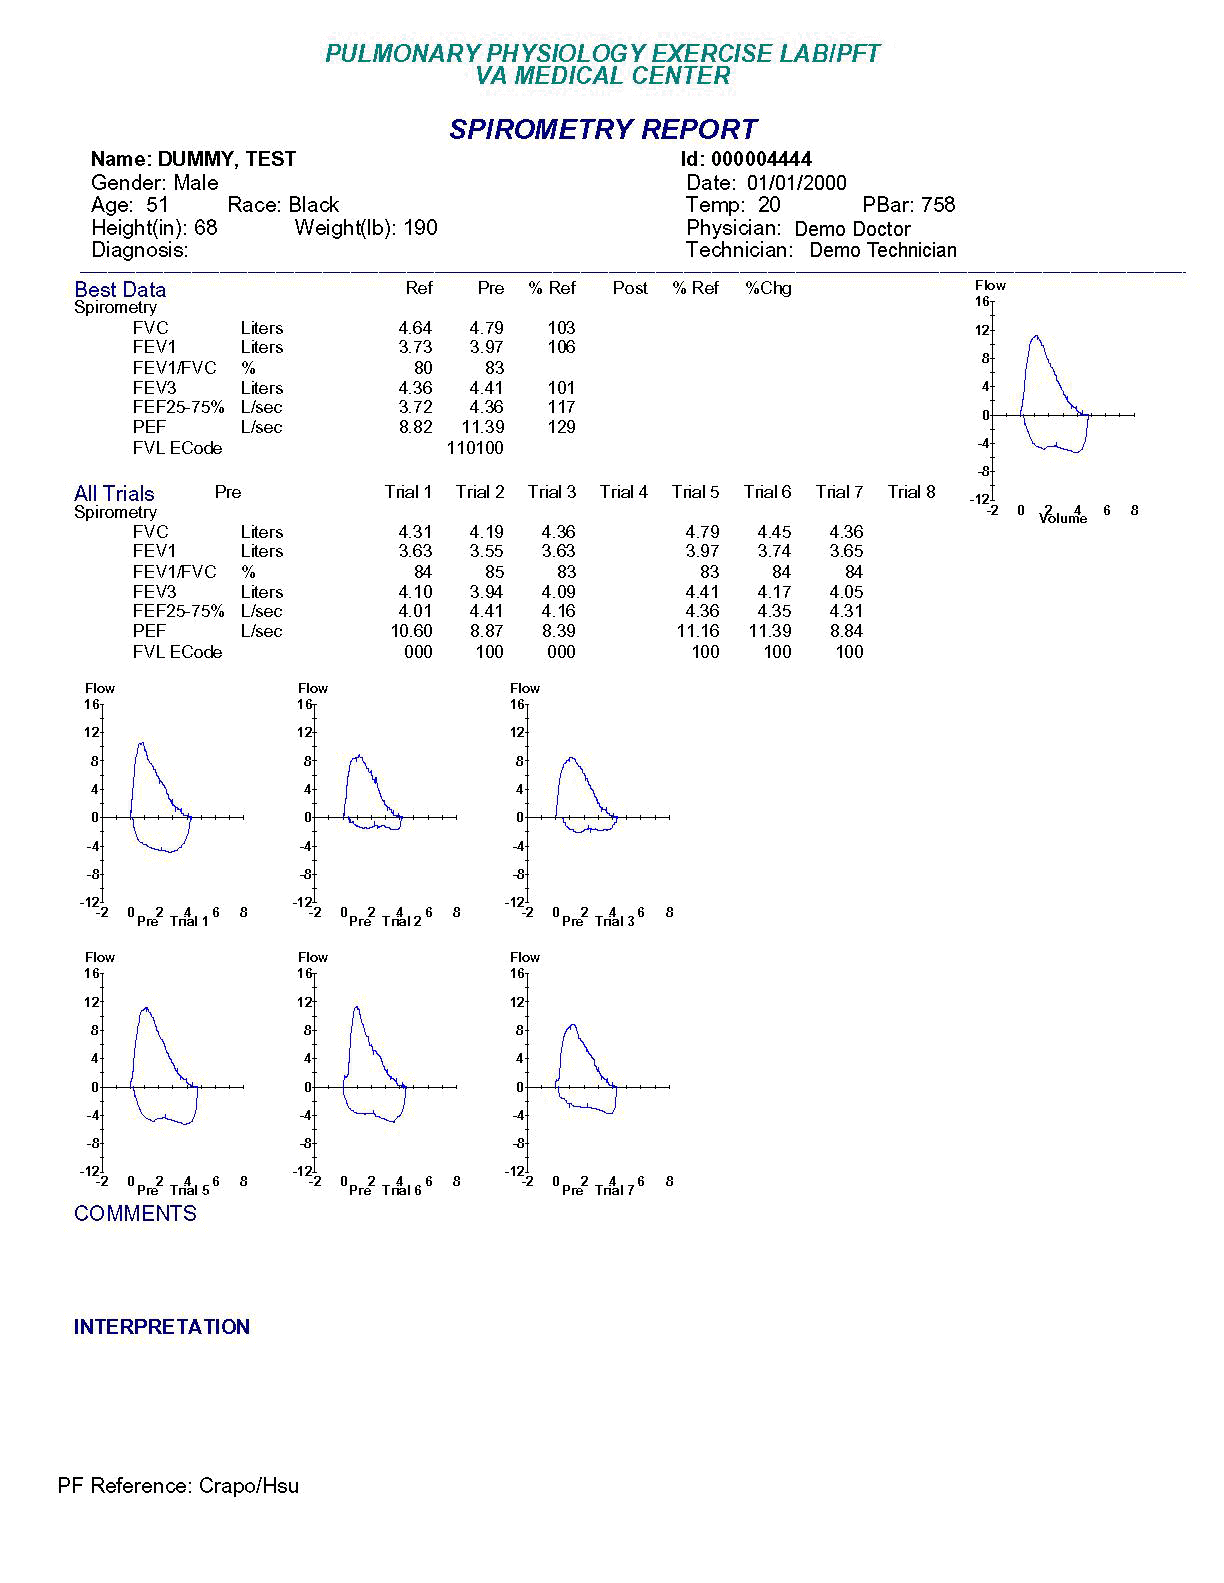 PULMONARY PHYSIOLOGY EXERCISE LAB/PFT
VA MEDICAL CENTER
SPIROMETRY REPORT
Name: DUMMY, TEST Id: 000004444
Gender: Male Date: 01/01/2000
Age: 51 Race: Black Temp: 20 PBar: 758
Height(in): 68 Weight(lb): 190 Physician: Demo Doctor
Diagnosis: Technician: Demo Technician
Best Data Ref Pre % Ref Post % Ref %Chg
Spirometry
FVC Liters 4.64 4.79 103
FEV1 Liters 3.73 3.97 106
FEV1/FVC % 80 83
FEV3 Liters 4.36 4.41 101
FEF25-75% L/sec 3.72 4.36 117
PEF L/sec 8.82 11.39 129
FVL ECode 110100
Flow
16
12
8
4
0
-4
-8
-12
-2 0 2 4 6 8
Volume
All Trials Pre Trial 1 Trial 2 Trial 3 Trial 4 Trial 5 Trial 6 Trial 7 Trial 8
Spirometry
FVC Liters 4.31 4.19 4.36 4.79 4.45 4.36
FEV1 Liters 3.63 3.55 3.63 3.97 3.74 3.65
FEV1/FVC % 84 85 83 83 84 84
FEV3 Liters 4.10 3.94 4.09 4.41 4.17 4.05
FEF25-75% L/sec 4.01 4.41 4.16 4.36 4.35 4.31
PEF L/sec 10.60 8.87 8.39 11.16 11.39 8.84
FVL ECode 000 100 000 100 100 100
Flow Flow Flow
16 16 16
12 12 12
8 8 8
4 4 4
0 0 0
-4 -4 -4
-8 -8 -8
-12 -12 -12
-2 0 2 4 6 8 -2 0 2 4 6 8 -2 0 2 4 6 8
Pre Trial 1 Pre Trial 2 Pre Trial 3
Flow Flow Flow
16 16 16
12 12 12
8 8 8
4 4 4
0 0 0
-4 -4 -4
-8 -8 -8
-12 -12 -12
-2 0 2 4 6 8 -2 0 2 4 6 8 -2 0 2 4 6 8
Pre Trial 5 Pre Trial 6 Pre Trial 7
COMMENTS
INTERPRETATION
PF Reference: Crapo/Hsu